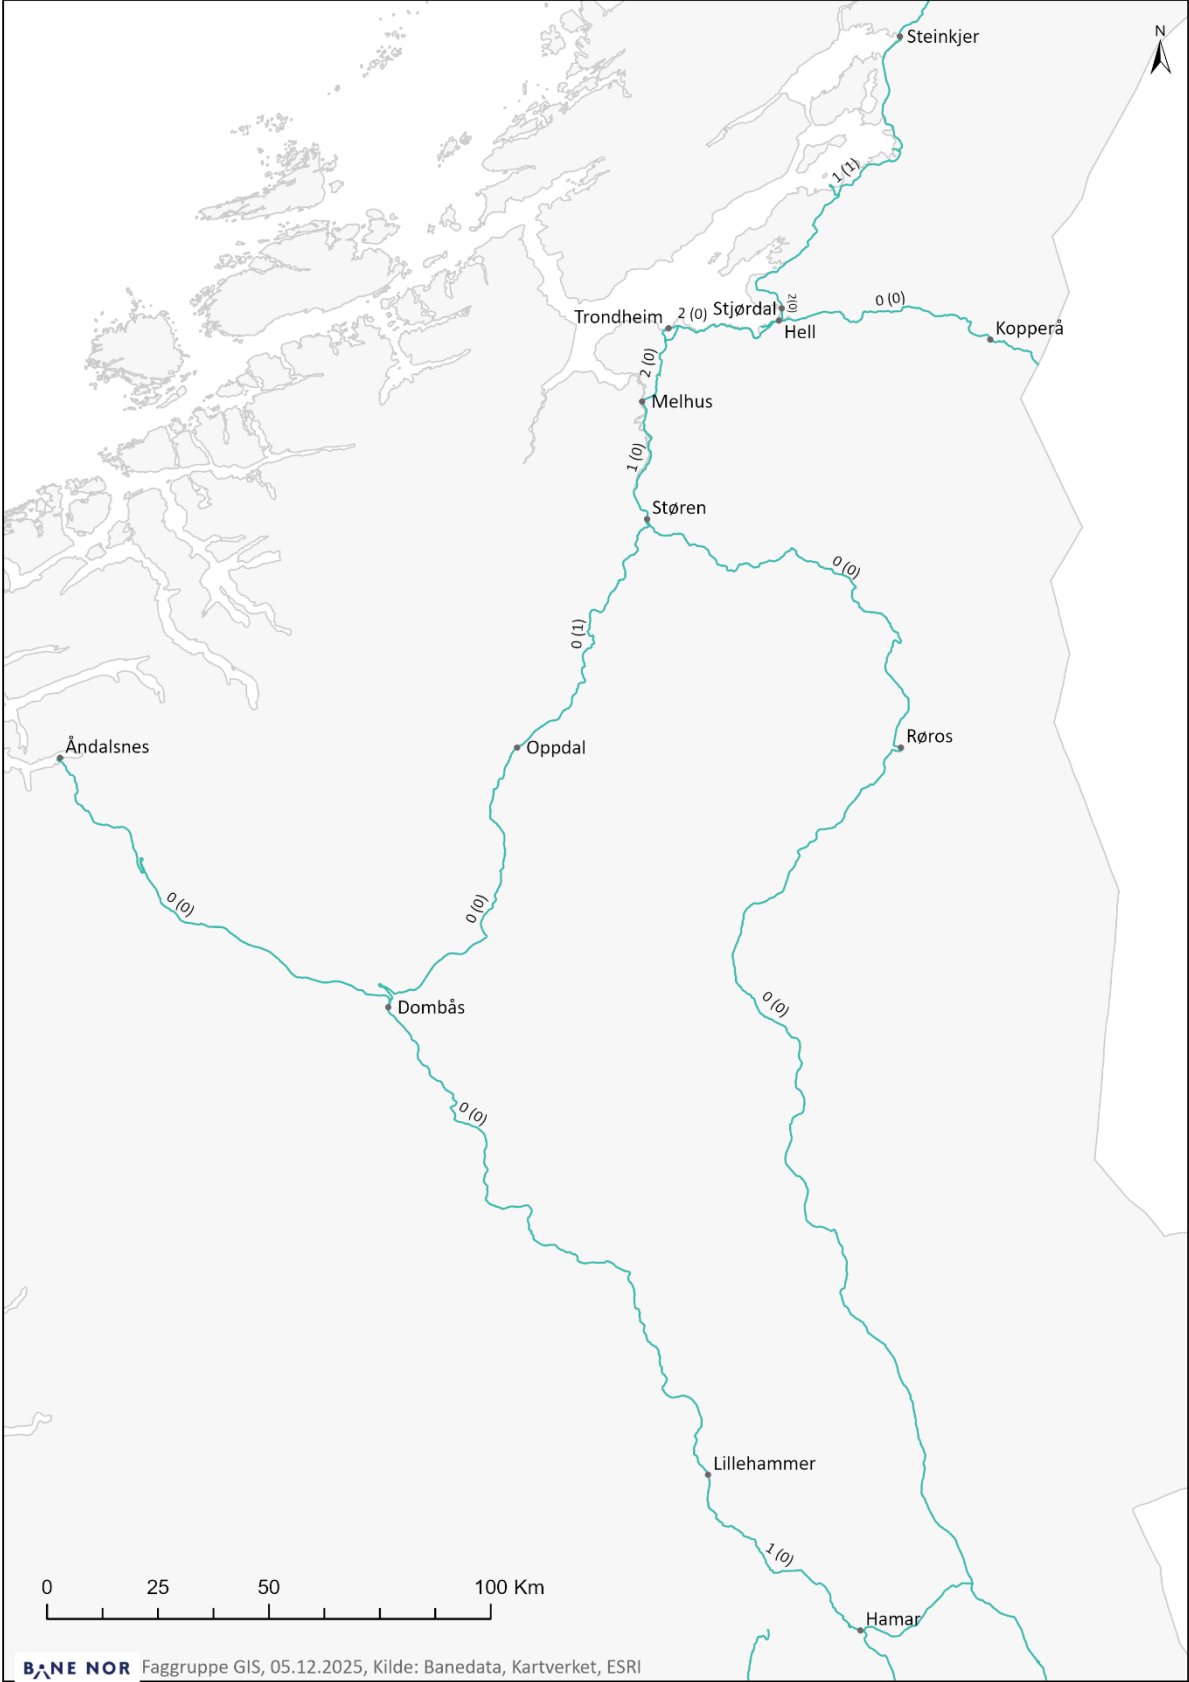 Steinkjer
N
1 (1)
0 (0)
2(0)
Stjørdal
2 (0)
Trondheim
Hell
Kopperå
2 (0)
Melhus
1 (0)
Støren
0 (0)
0 (1)
Røros
Åndalsnes
Oppdal
0 (0)
0 (0)
0 (0)
Dombås
0 (0)
Lillehammer
1 (0)
0 25 50 100 Km
Hamar
BANE NOR Faggruppe GIS, 05.12.2025, Kilde: Banedata, Kartverket, ESRI